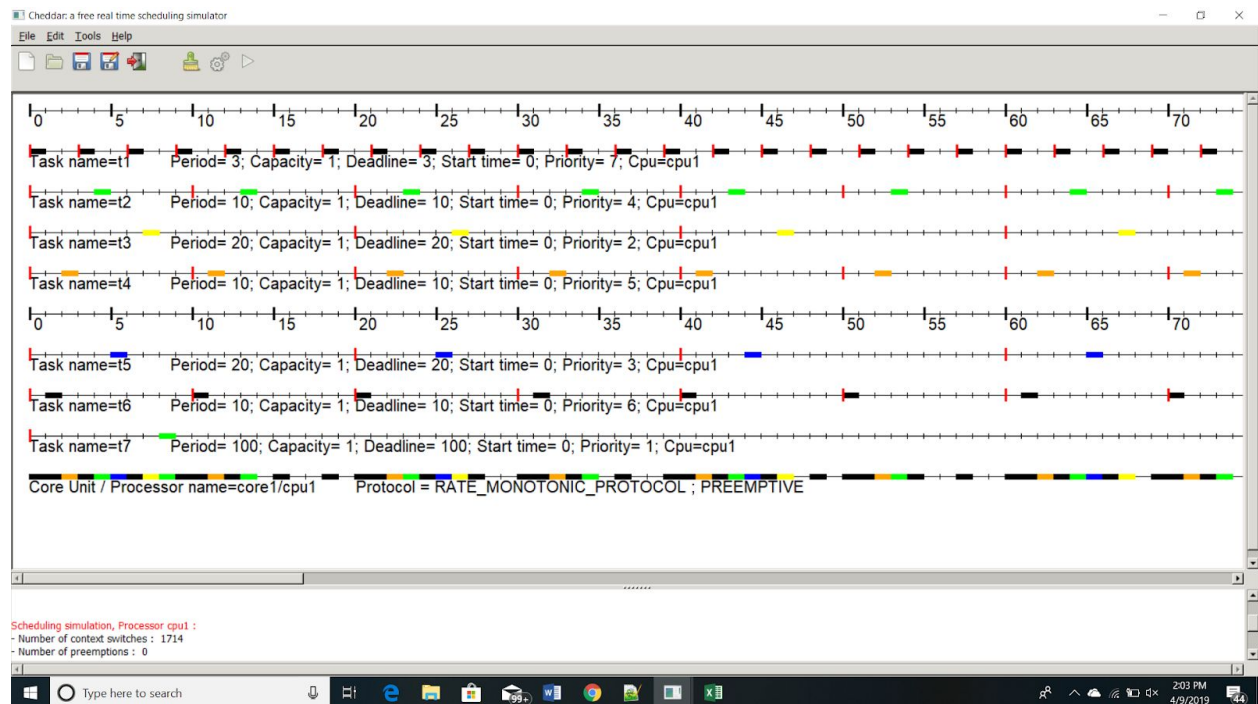 Cheddar: a free real time scheduling simulator
File Edit Tools Help
0 5 10 15 20 25 30 35 40 45 50 55 60 65 70
Task name=t1 Period= 3; Capacity= 1; Deadline= 3; Start time= 0; Priority= 7; Cpu=cpu1
Task name=t2 Period= 10; Capacity= 1; Deadline= 10; Start time= 0; Priority= 4; Cpu=cpu1
Task name=t3 Period= 20; Capacity= 1; Deadline= 20; Start time= 0; Priority= 2; Cpu=cpu1
Task name=t4 Period= 10; Capacity= 1; Deadline= 10; Start time= 0; Priority= 5; Cpu=cpu1
0 5 10 15 20 25 30 35 40 45 50 55 60 65 70
Task name=t5 Period= 20; Capacity= 1; Deadline= 20; Start time= 0; Priority= 3; Cpu=cpu1
Task name=t6 Period= 10; Capacity= 1; Deadline= 10; Start time= 0; Priority= 6; Cpu=cpu1
Task name=t7 Period= 100; Capacity= 1; Deadline= 100; Start time= 0; Priority= 1; Cpu=cpu1
Core Unit / Processor name=core1/cpu1 Protocol = RATE_MONOTONIC_PROTOCOL ; PREEMPTIVE
Scheduling simulation, Processor cpu1 :
- Number of context switches : 1714
- Number of preemptions : 0
Type here to search
99+
2:03 PM
4/9/2019
44